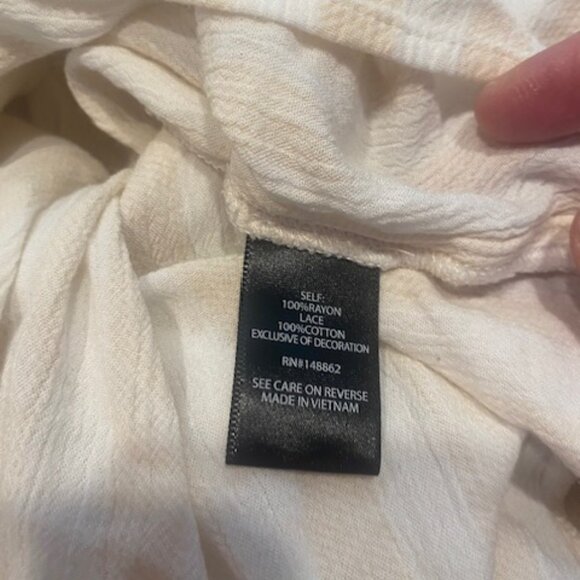 SELF:
100%RAYON
LACE
100%COTTON
EXCLUSIVE OF DECORATION
RN#148862
SEE CARE ON REVERSE
MADE IN VIETNAM